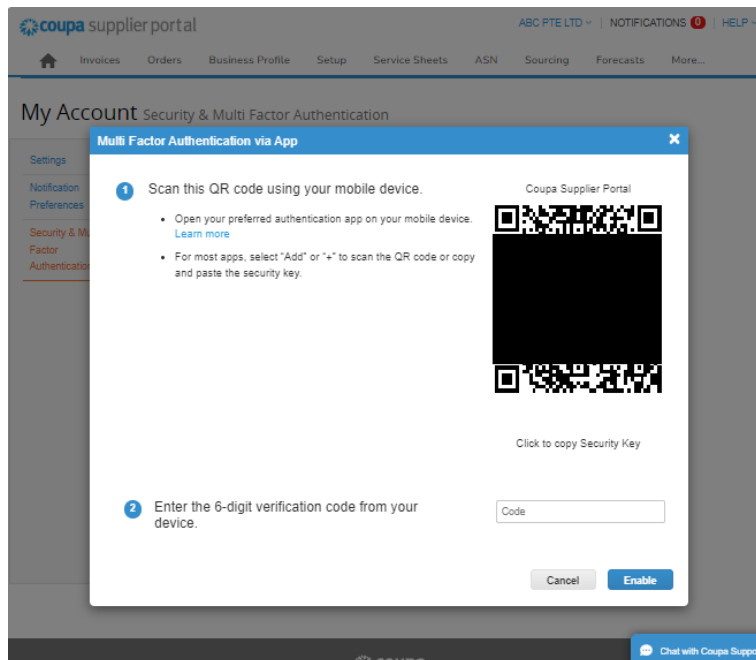 coupa supplier portal
ABC PTE LTD | NOTIFICATIONS 0 | HELP
Invoices Orders Business Profile Setup Service Sheets ASN Sourcing Forecasts More...
My Account Security & Multi Factor Authentication
Multi Factor Authentication via App
Settings
Notification
Preferences
Security & Mu
Factor
Authentication
1 Scan this QR code using your mobile device.
• Open your preferred authentication app on your mobile device.
Learn more
• For most apps, select "Add" or "+" to scan the QR code or copy
and paste the security key.
Coupa Supplier Portal
Click to copy Security Key
2 Enter the 6-digit verification code from your
device.
Code
Cancel Enable
Chat with Coupa Suppo